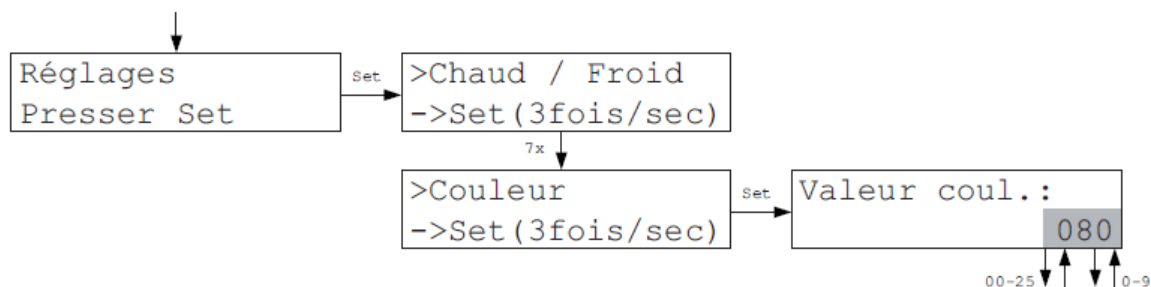 Réglages
Presser Set
Set
>Chaud / Froid
->Set(3fois/sec)
7x
>Couleur
->Set(3fois/sec)
Set
Valeur coul.:
080
00-25
0-9